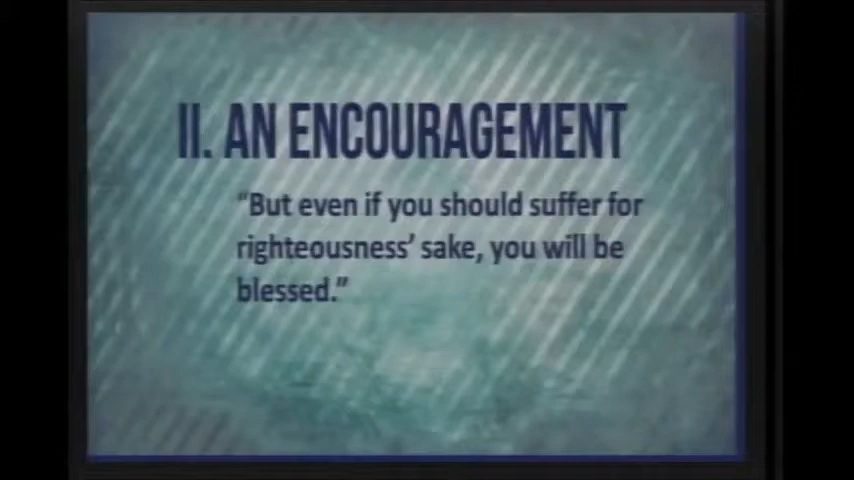 II. AN ENCOURAGEMENT
“But even if you should suffer for
righteousness’ sake, you will be
blessed.”